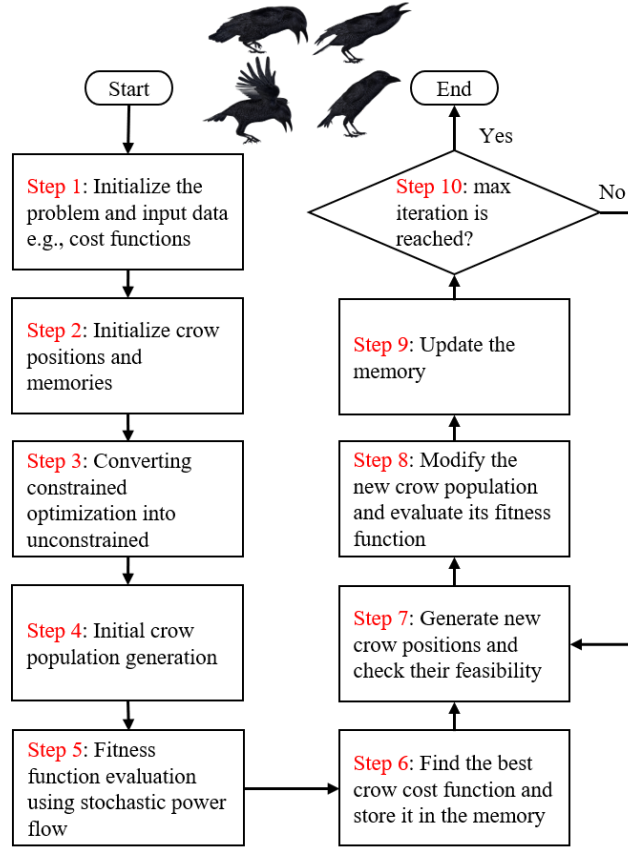 Start
Step 1: Initialize the
problem and input data
e.g., cost functions
Step 2: Initialize crow
positions and
memories
Step 3: Converting
constrained
optimization into
unconstrained
Step 4: Initial crow
population generation
Step 5: Fitness
function evaluation
using stochastic power
flow
Step 6: Find the best
crow cost function and
store it in the memory
Step 7: Generate new
crow positions and
check their feasibility
Step 8: Modify the
new crow population
and evaluate its fitness
function
Step 9: Update the
memory
Step 10: max
iteration is
reached?
No
Yes
End